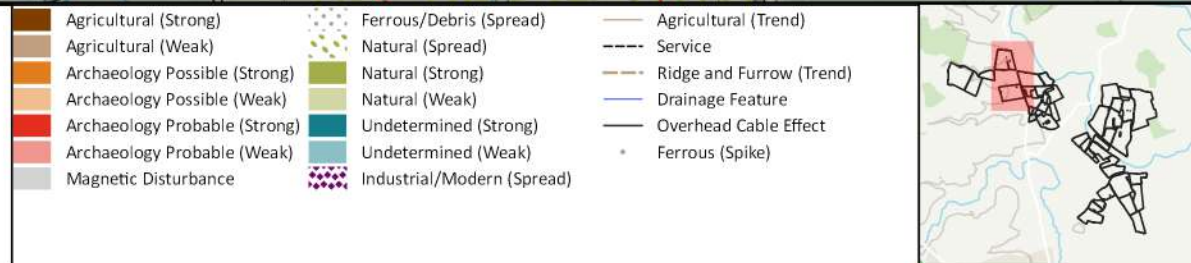 Agricultural (Strong)
Agricultural (Weak)
Archaeology Possible (Strong)
Archaeology Possible (Weak)
Archaeology Probable (Strong)
Archaeology Probable (Weak)
Magnetic Disturbance
Ferrous/Debris (Spread)
Natural (Spread)
Natural (Strong)
Natural (Weak)
Undetermined (Strong)
Undetermined (Weak)
Industrial/Modern (Spread)
Agricultural (Trend)
Service
Ridge and Furrow (Trend)
Drainage Feature
Overhead Cable Effect
Ferrous (Spike)